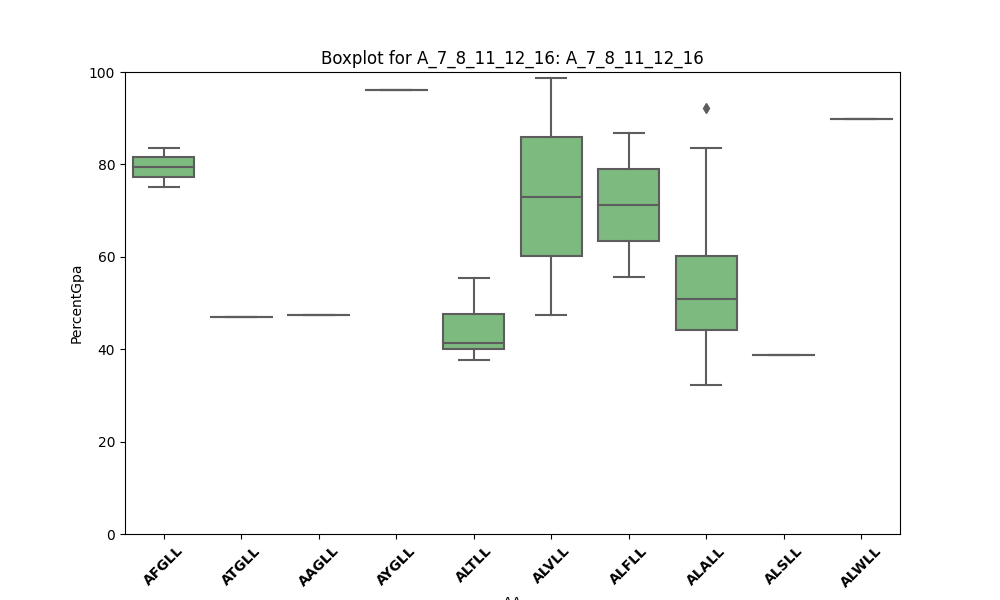 Boxplot for A_7_8_11_12_16: A_7_8_11_12_16
PercentGpa
100
80
60
40
20
0
AFGLL
ATGLL
AAGLL
AYGLL
ALTLL
ALVLL
ALFLL
ALALL
ALSLL
ALWLL